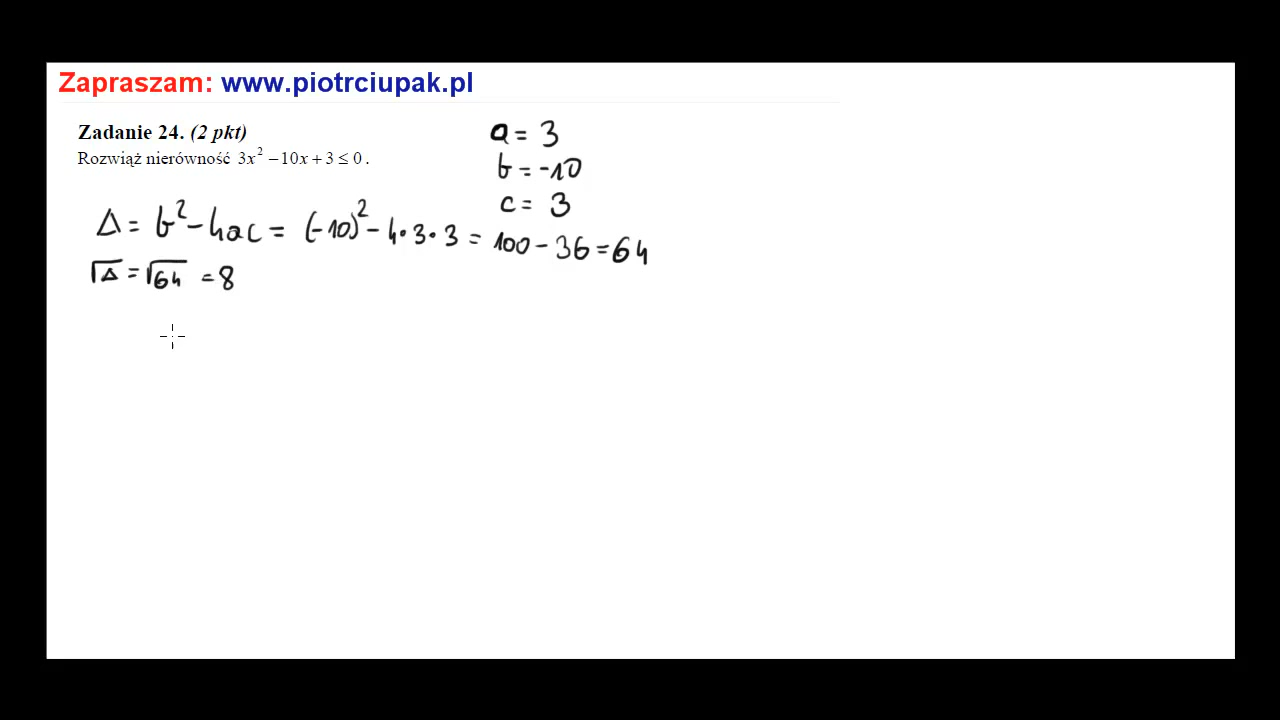 Zapraszam: www.piotrciupak.pl
Zadanie 24. (2 pkt)
Rozwiąż nierówność 3x² − 10x + 3 ≤ 0 .
a = 3
b = -10
c = 3
Δ = b² - 4ac = (-10)² - 4·3·3 = 100 - 36 = 64
√Δ = √64 = 8